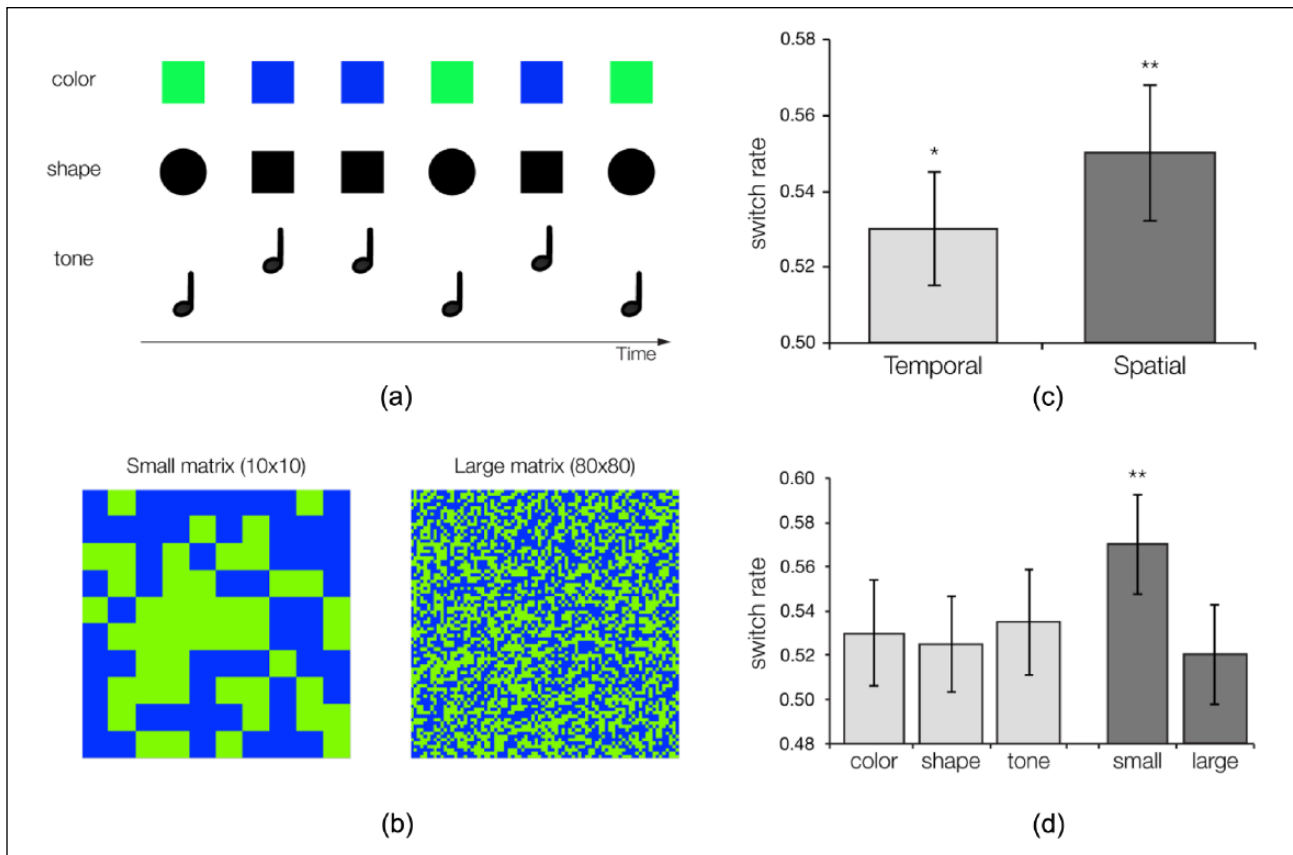 color
shape
tone
Time
(a)
Small matrix (10x10)
Large matrix (80x80)
(b)
0.58
0.56
0.54
0.52
0.50
switch rate
*
**
Temporal
Spatial
(c)
0.60
0.58
0.56
0.54
0.52
0.50
0.48
switch rate
**
color shape tone small large
(d)